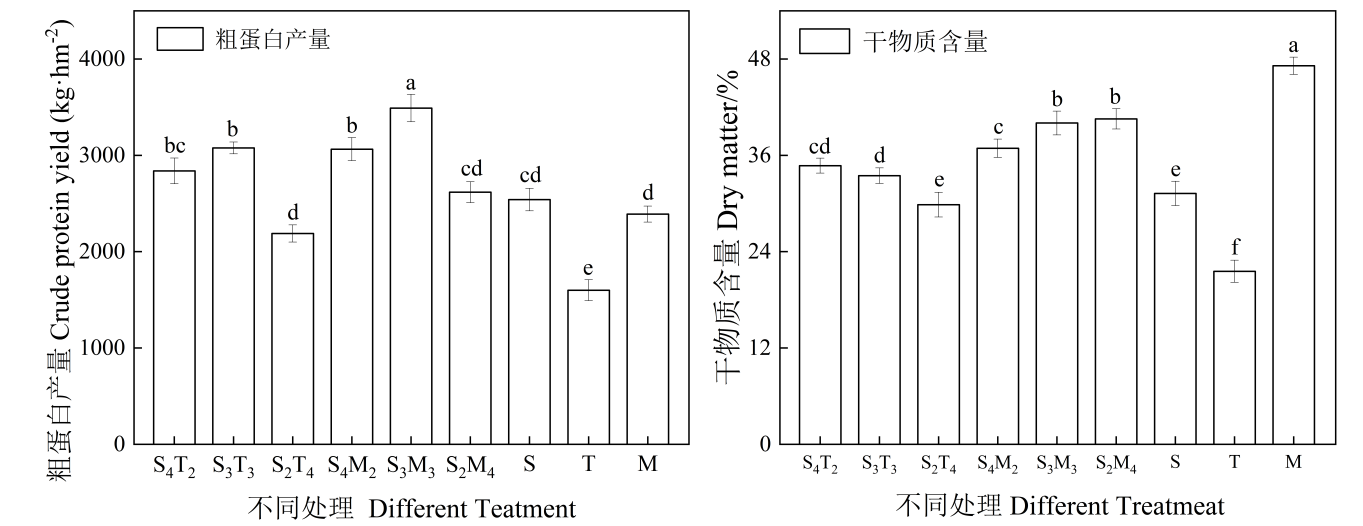 粗蛋白产量 Crude protein yield (kg·hm⁻²)
粗蛋白产量
4000
3000
2000
1000
0
bc
b
d
b
a
cd
cd
e
d
S₄T₂ S₃T₃ S₂T₄ S₄M₂ S₃M₃ S₂M₄ S T M
不同处理 Different Teatment
干物质含量 Dry matter/%
干物质含量
48
36
24
12
0
cd
d
e
c
b
b
e
f
a
S₄T₂ S₃T₃ S₂T₄ S₄M₂ S₃M₃ S₂M₄ S T M
不同处理 Different Treatmeat